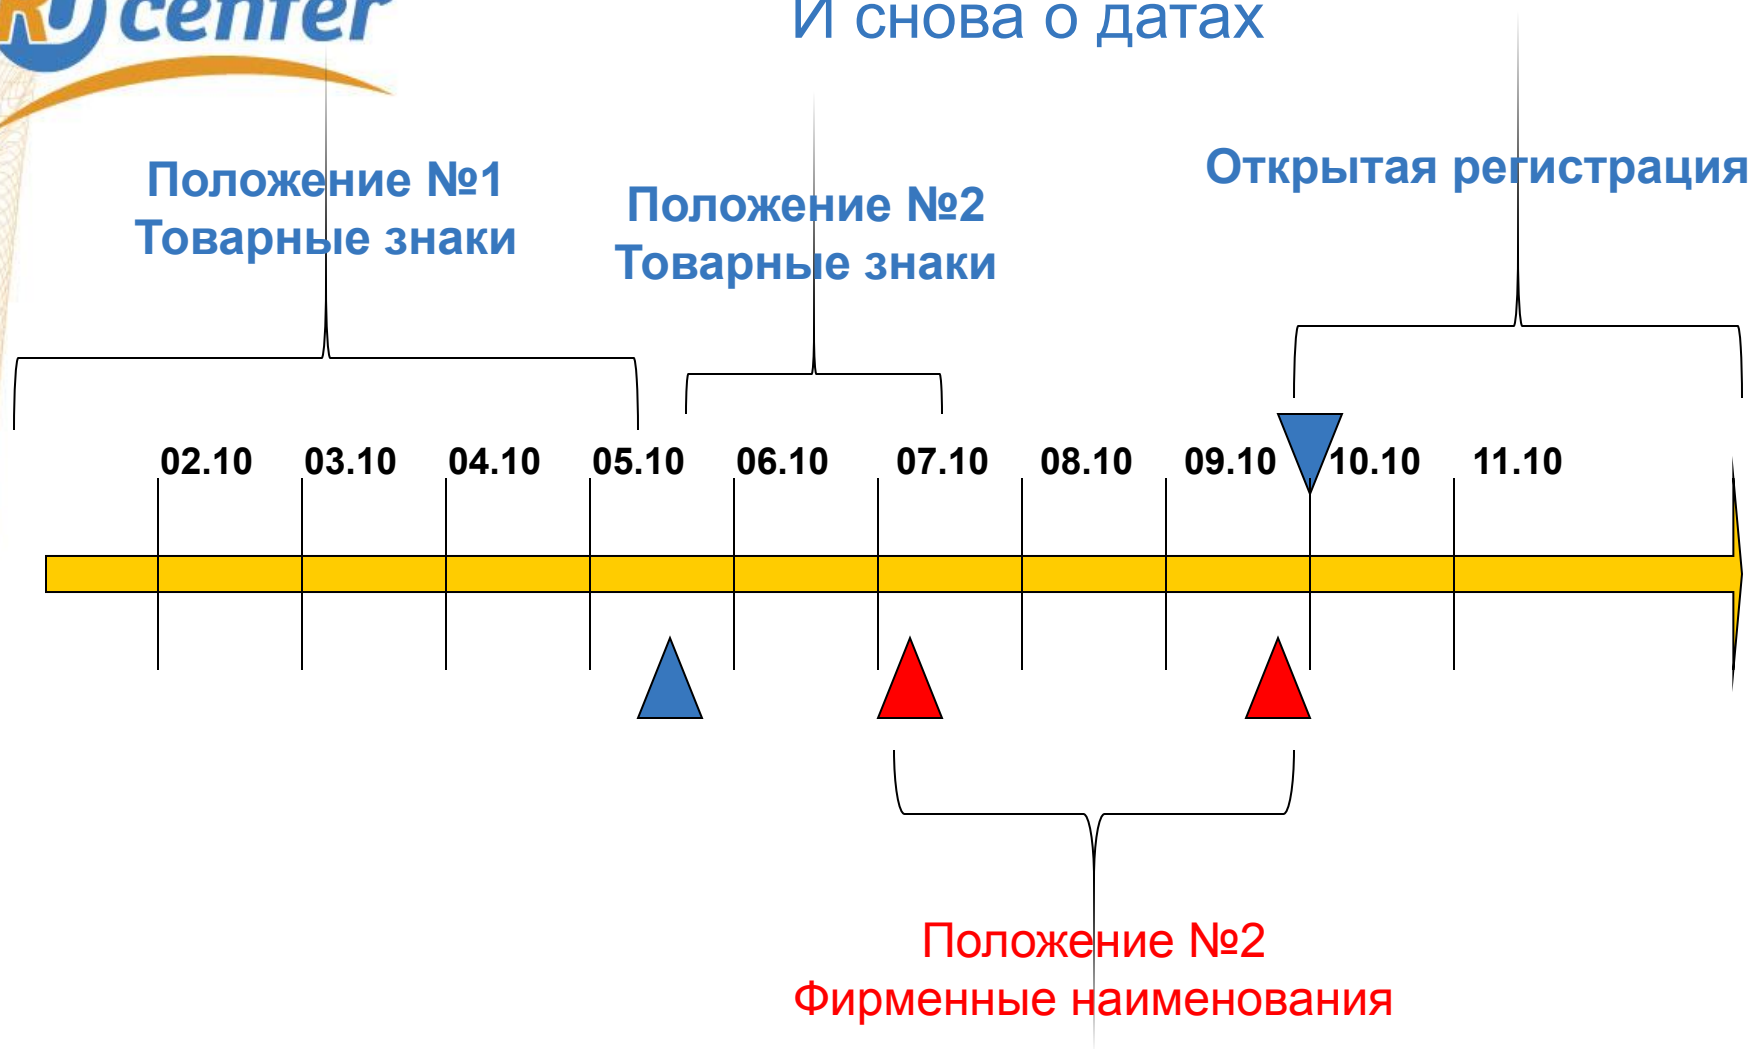 RU center
И снова о датах
Положение №1
Товарные знаки
Положение №2
Товарные знаки
Открытая регистрация
02.10 03.10 04.10 05.10 06.10 07.10 08.10 09.10 10.10 11.10
Положение №2
Фирменные наименования